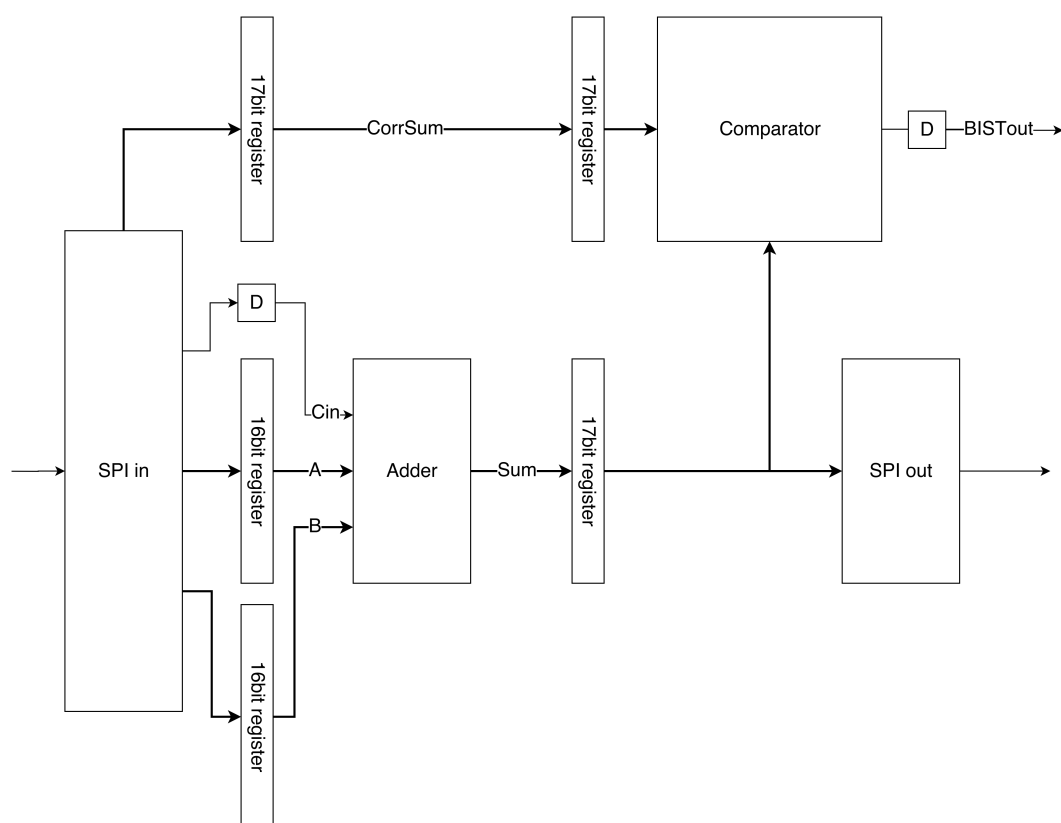 17bit register
CorrSum
17bit register
Comparator
D
BISTout
D
SPI in
Cin
16bit register
A
B
Adder
Sum
17bit register
SPI out
16bit register